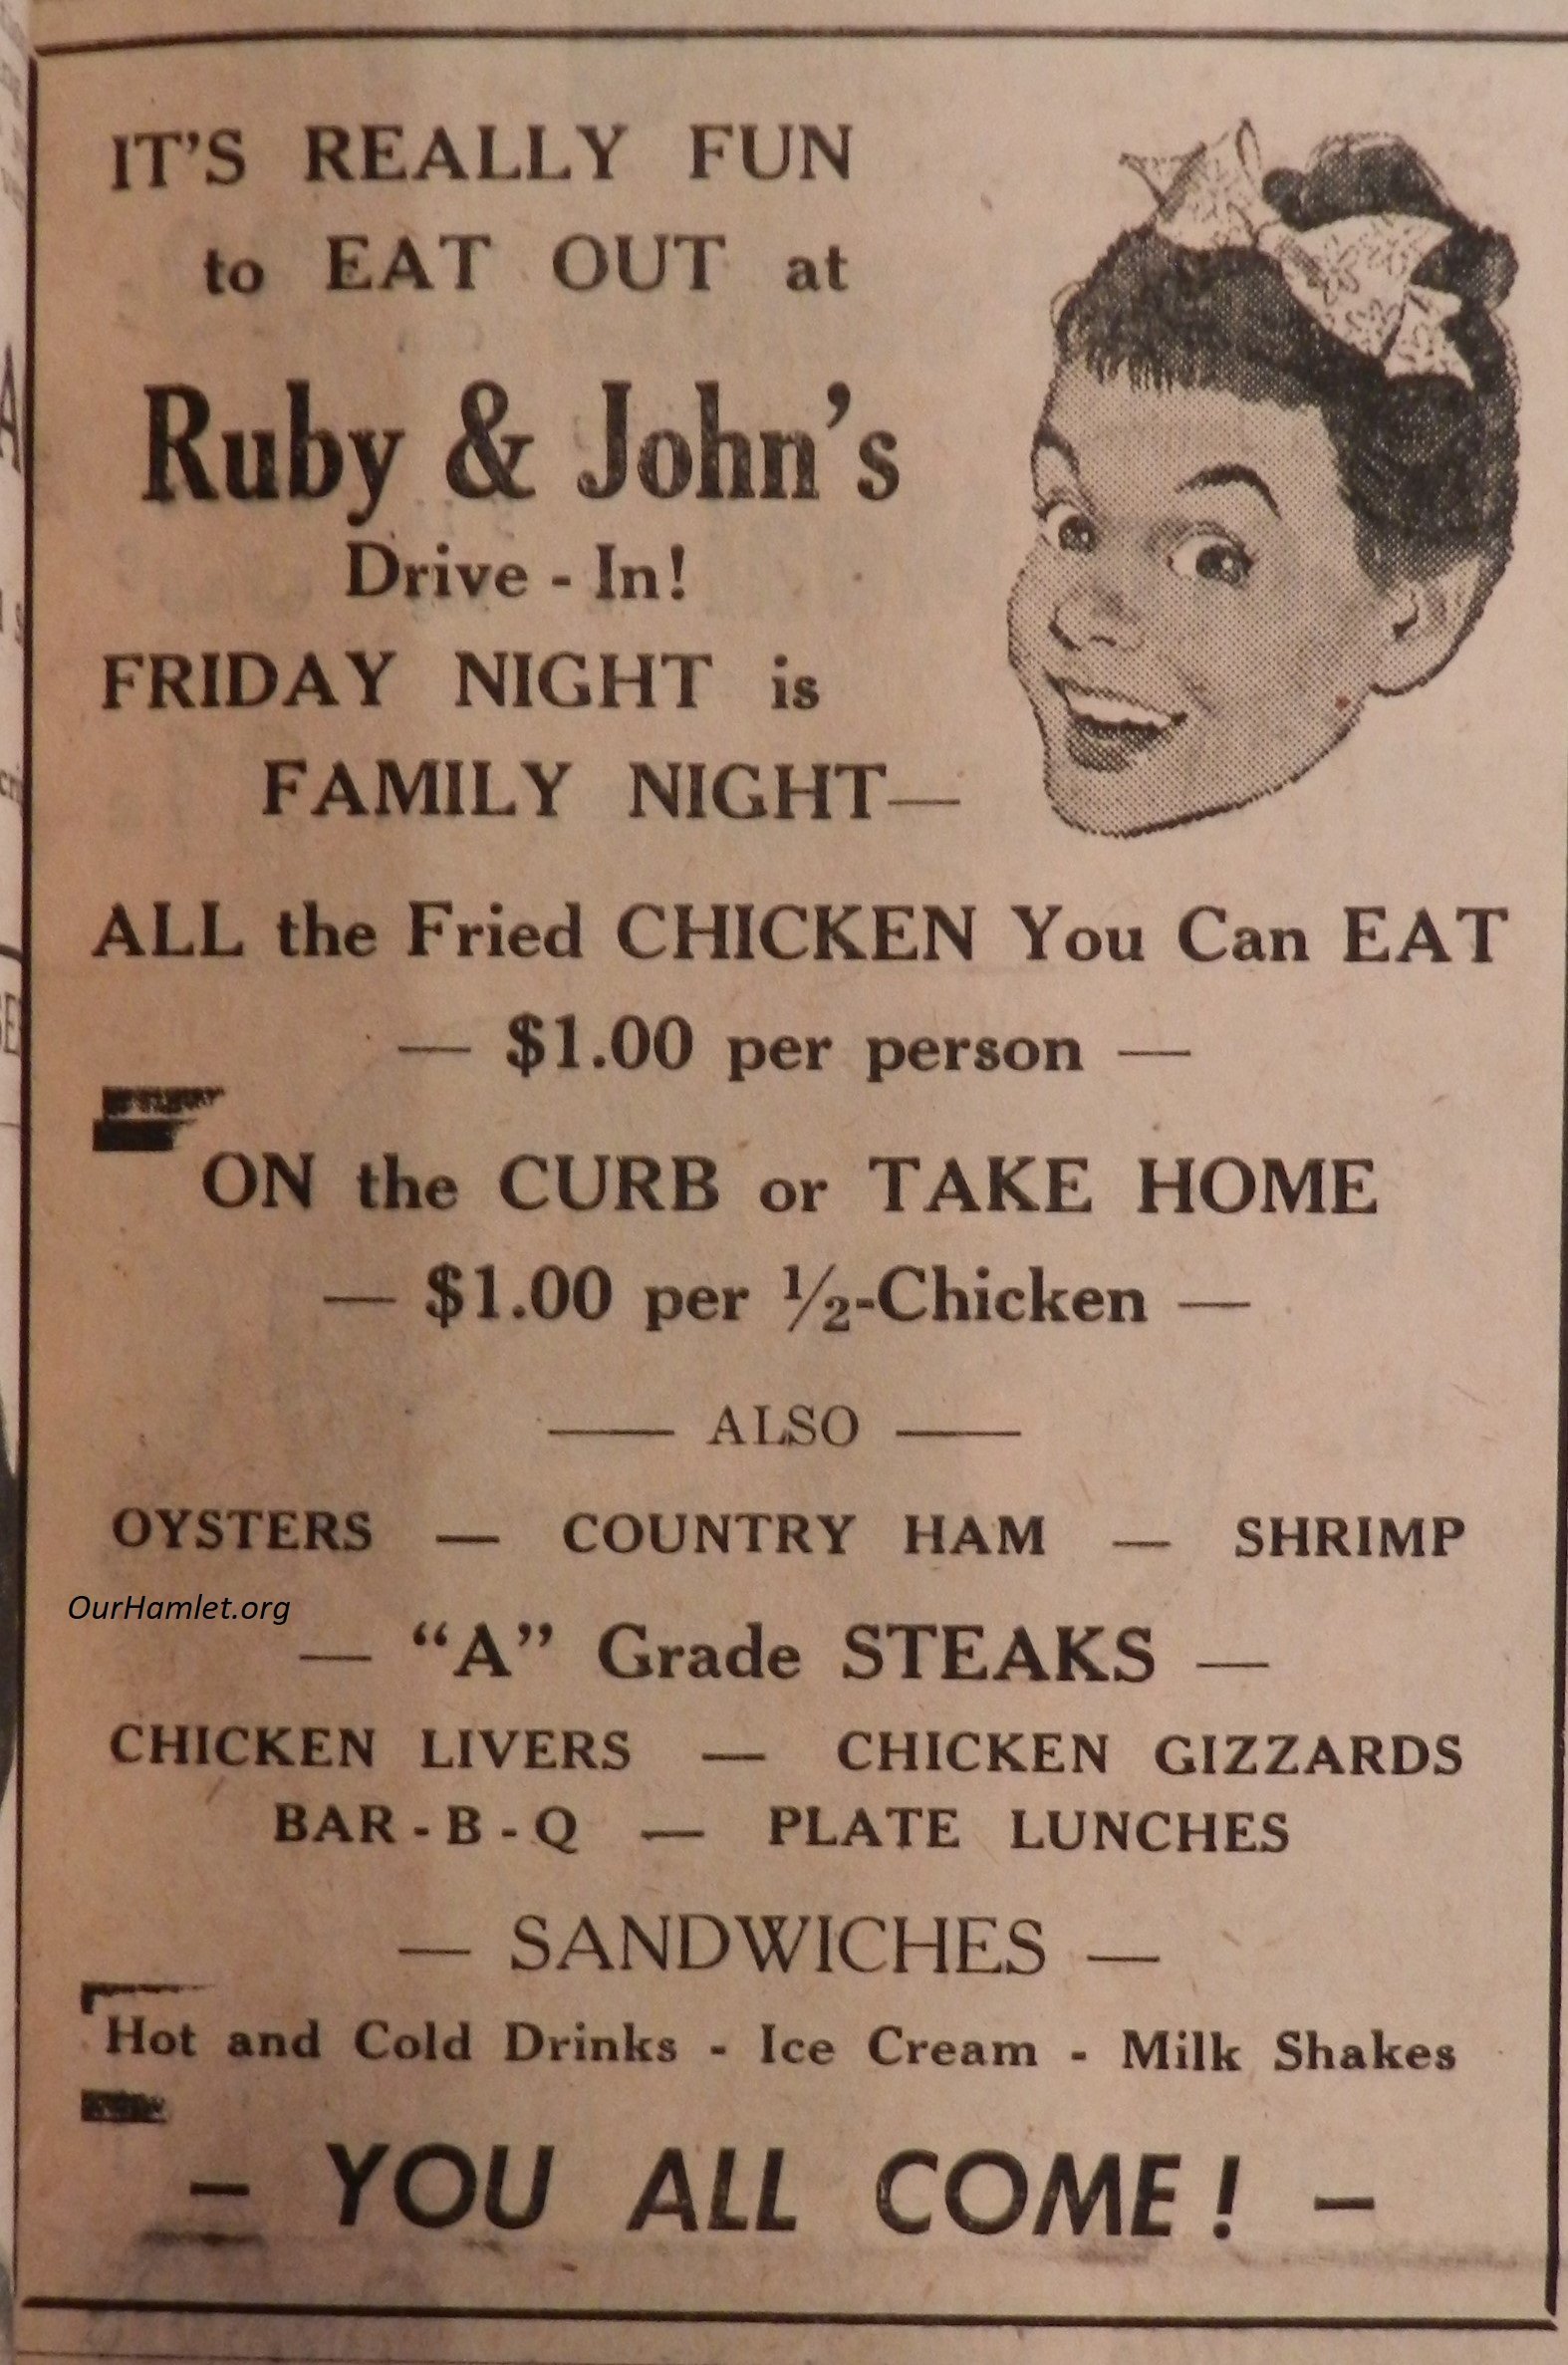 IT'S REALLY FUN
to EAT OUT at
Ruby & John's
Drive - In!
FRIDAY NIGHT is
FAMILY NIGHT—
ALL the Fried CHICKEN You Can EAT
— $1.00 per person —
ON the CURB or TAKE HOME
— $1.00 per ½-Chicken —
—— ALSO ——
OYSTERS — COUNTRY HAM — SHRIMP
OurHamlet.org
— "A" Grade STEAKS —
CHICKEN LIVERS — CHICKEN GIZZARDS
BAR - B - Q — PLATE LUNCHES
— SANDWICHES —
Hot and Cold Drinks - Ice Cream - Milk Shakes
– YOU ALL COME! –